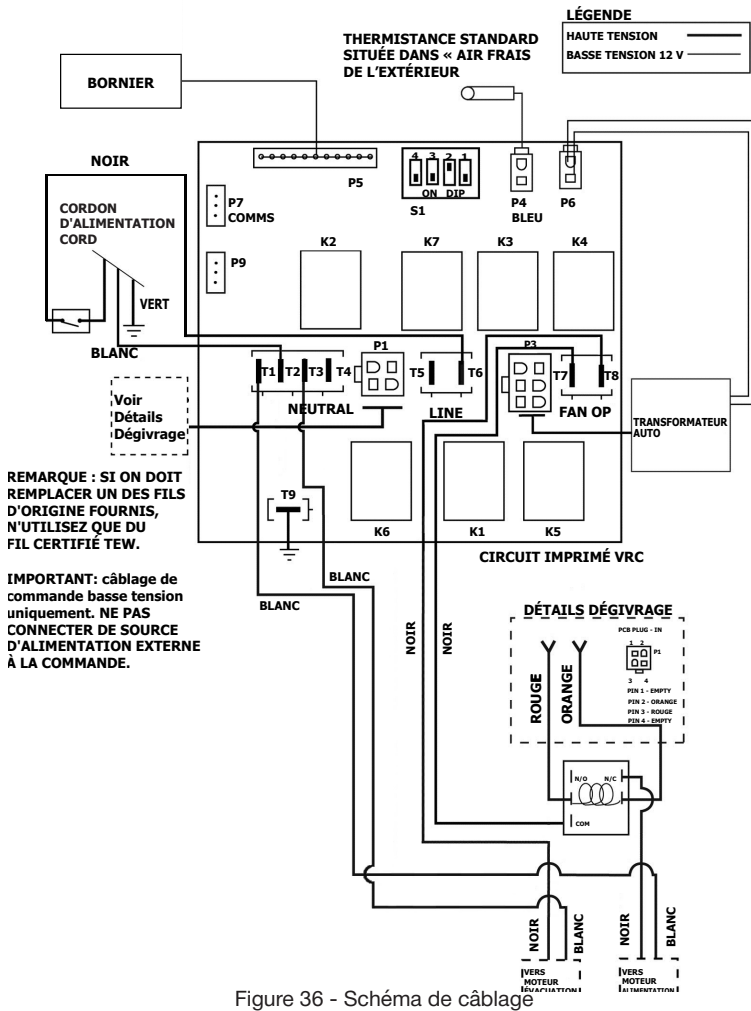 LÉGENDE
HAUTE TENSION
BASSE TENSION 12 V
THERMISTANCE STANDARD
SITUÉE DANS « AIR FRAIS
DE L'EXTÉRIEUR
BORNIER
NOIR
CORDON
D'ALIMENTATION
CORD
VERT
BLANC
P5
4 3 2 1
ON DIP
S1
P4
BLEU
P6
P7
COMMS
P9
K2
K7
K3
K4
P1
P3
T1
T2
T3
T4
T5
T6
T7
T8
NEUTRAL
LINE
FAN OP
Voir
Détails
Dégivrage
TRANSFORMATEUR
AUTO
REMARQUE : SI ON DOIT
REMPLACER UN DES FILS
D'ORIGINE FOURNIS,
N'UTILISEZ QUE DU
FIL CERTIFIÉ TEW.
T9
K6
K1
K5
CIRCUIT IMPRIMÉ VRC
IMPORTANT: câblage de
commande basse tension
uniquement. NE PAS
CONNECTER DE SOURCE
D'ALIMENTATION EXTERNE
À LA COMMANDE.
BLANC
BLANC
NOIR
NOIR
DÉTAILS DÉGIVRAGE
PCB PLUG - IN
1 2
P1
3 4
PIN 1 - EMPTY
PIN 2 - ORANGE
PIN 3 - ROUGE
PIN 4 - EMPTY
ROUGE
ORANGE
N/O
N/C
COM
NOIR
BLANC
NOIR
BLANC
VERS
MOTEUR
ÉVACUATION
VERS
MOTEUR
ALIMENTATION
Figure 36 - Schéma de câblage